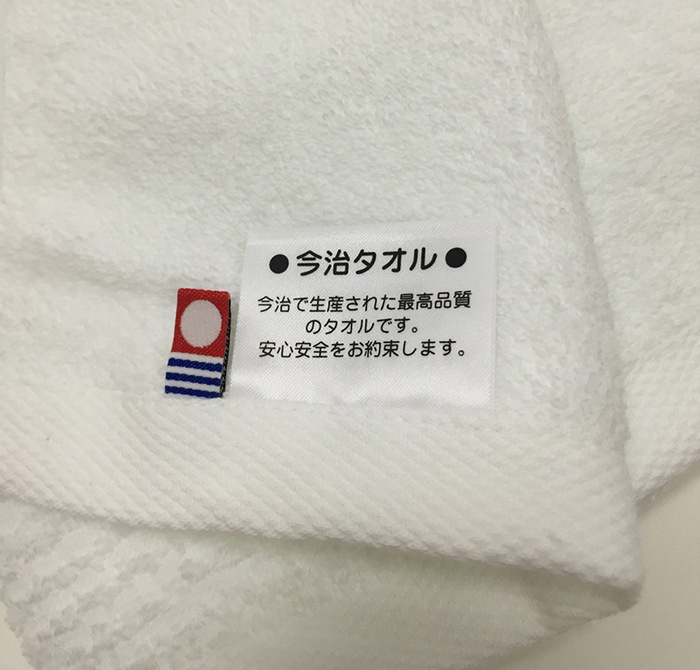 ●今治タオル●
今治で生産された最高品質
のタオルです。
安心安全をお約束します。